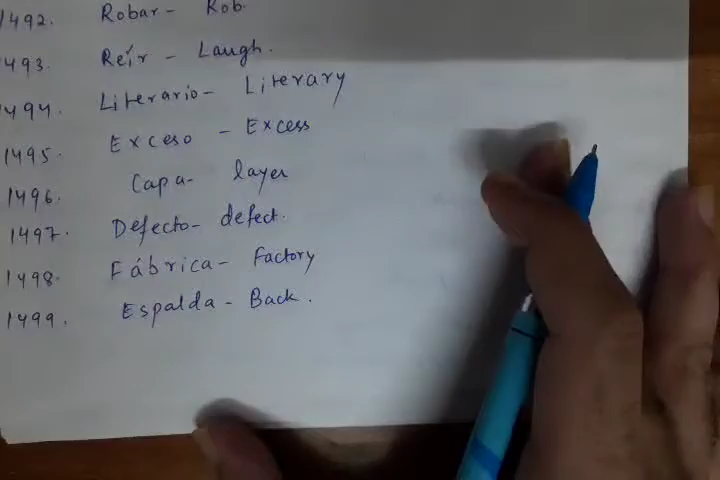 1492. Robar - Rob.
1493. Reír - Laugh.
1494. Literario - Literary
1495. Exceso - Excess
1496. Capa - layer
1497. Defecto - defect.
1498. Fábrica - Factory
1499. Espalda - Back.